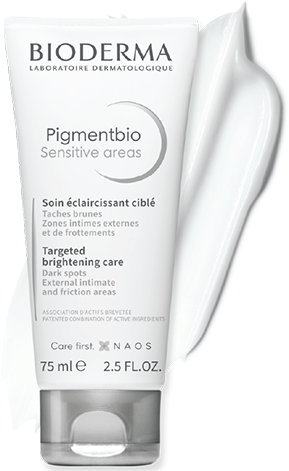 BIODERMA
LABORATOIRE DERMATOLOGIQUE
Pigmentbio
Sensitive areas
Soin éclaircissant ciblé
Taches brunes
Zones intimes externes
et de frottements
Targeted
brightening care
Dark spots
External intimate
and friction areas
ASSOCIATION D'ACTIFS BREVETÉE
PATENTED COMBINATION OF ACTIVE INGREDIENTS
Care first. NAOS
75 ml e 2.5 FL.OZ.